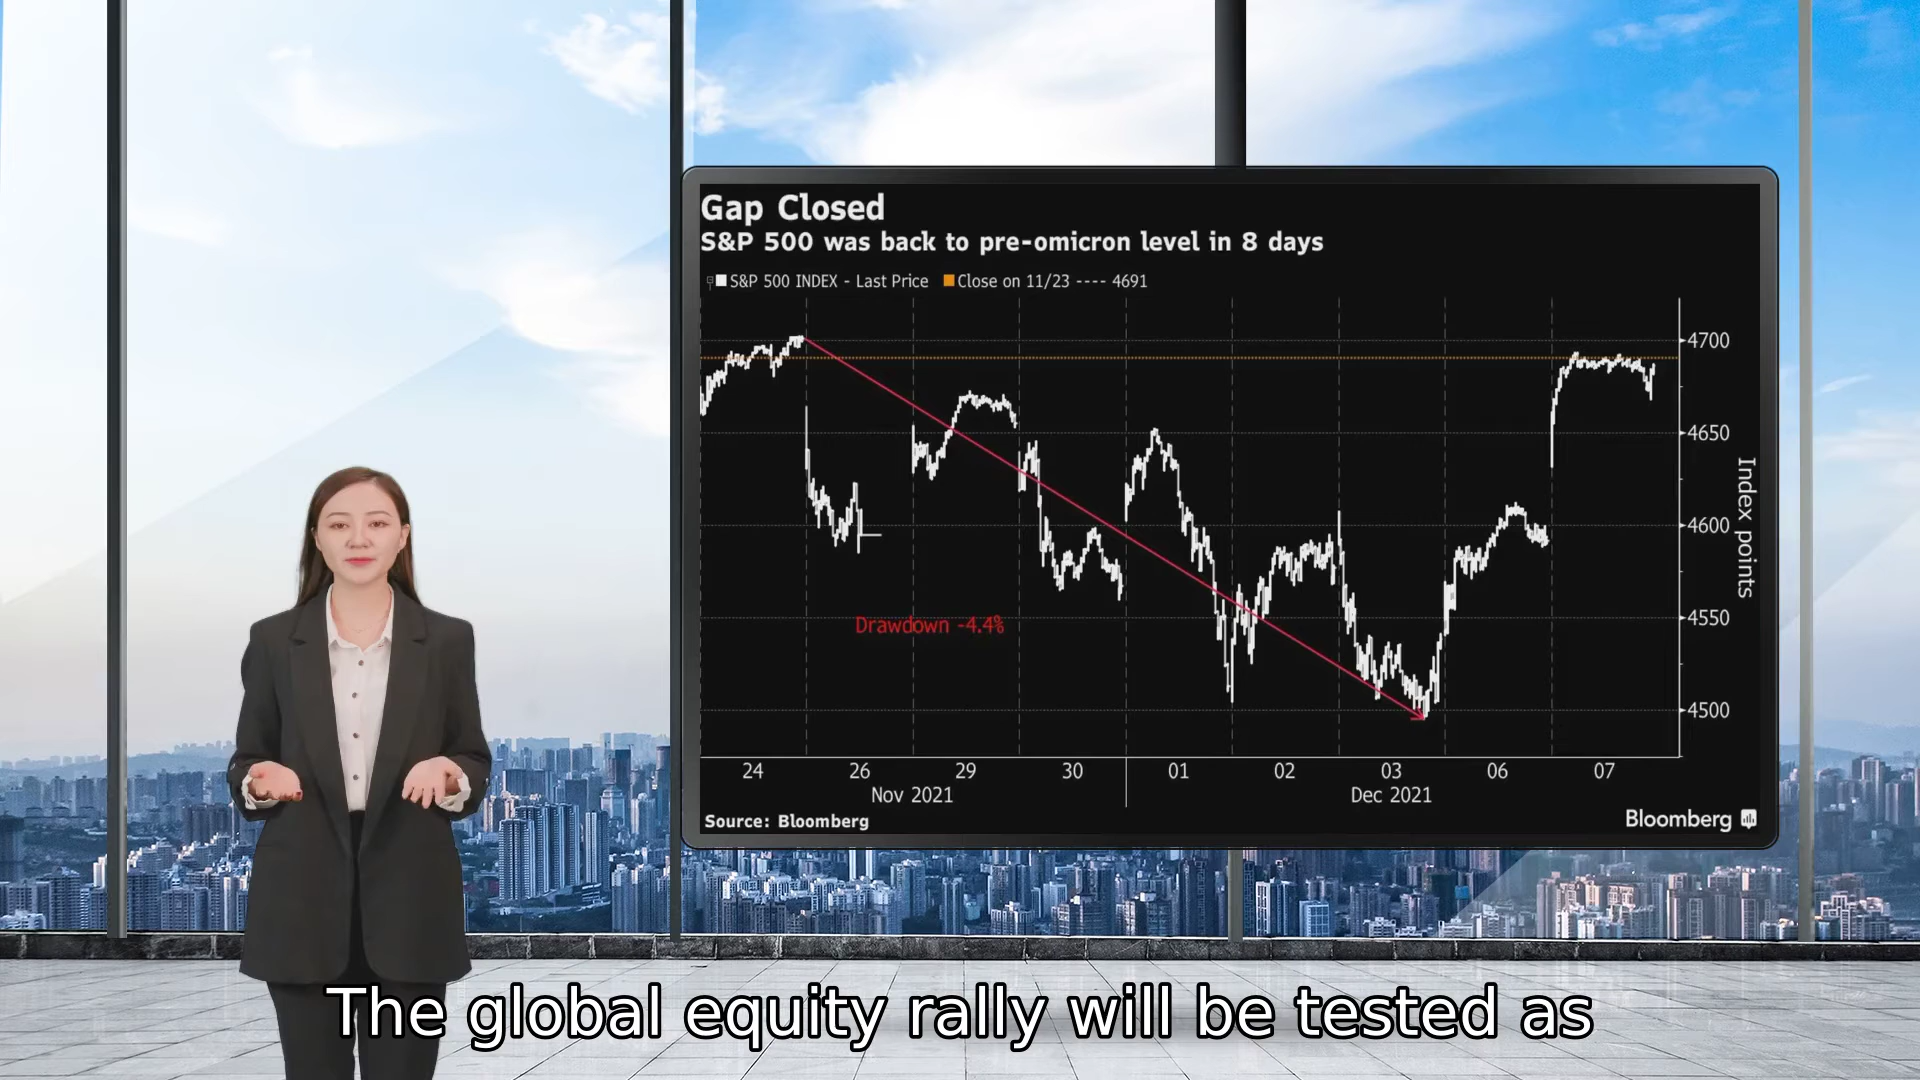 Gap Closed
S&P 500 was back to pre-omicron level in 8 days
S&P 500 INDEX - Last Price Close on 11/23 ---- 4691
4700
4650
4600
4550
4500
Index points
Drawdown -4.4%
24 26 29 30 01 02 03 06 07
Nov 2021 Dec 2021
Source: Bloomberg Bloomberg
The global equity rally will be tested as